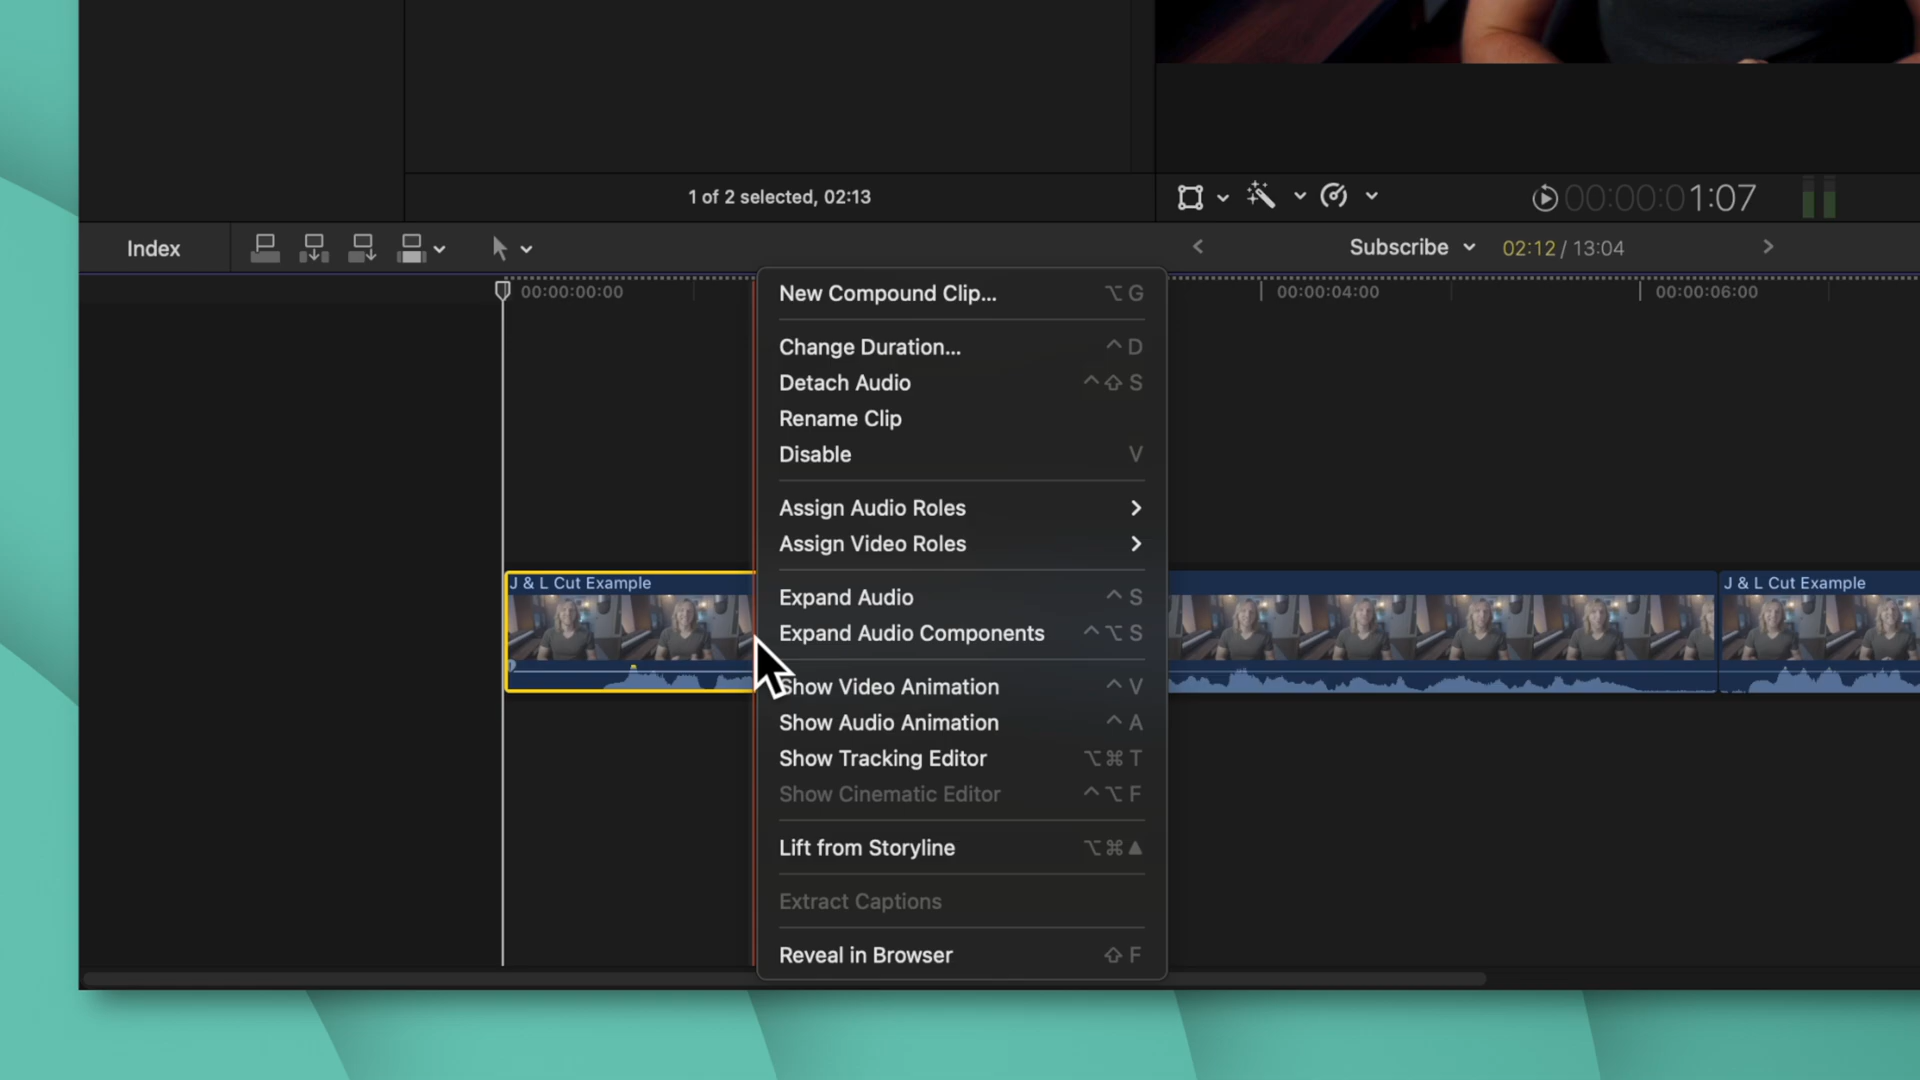 1 of 2 selected, 02:13
00:00:01:07
Index
Subscribe
02:12 / 13:04
00:00:00:00
00:00:04:00
00:00:06:00
New Compound Clip... ⌥ G
Change Duration... ^ D
Detach Audio ^ ⇧ S
Rename Clip
Disable V
Assign Audio Roles
Assign Video Roles
Expand Audio ^ S
Expand Audio Components ^ ⌥ S
Show Video Animation ^ V
Show Audio Animation ^ A
Show Tracking Editor ⌥ ⌘ T
Show Cinematic Editor ^ ⌥ F
Lift from Storyline ⌥ ⌘ ▲
Extract Captions
Reveal in Browser ⇧ F
J & L Cut Example
J & L Cut Example